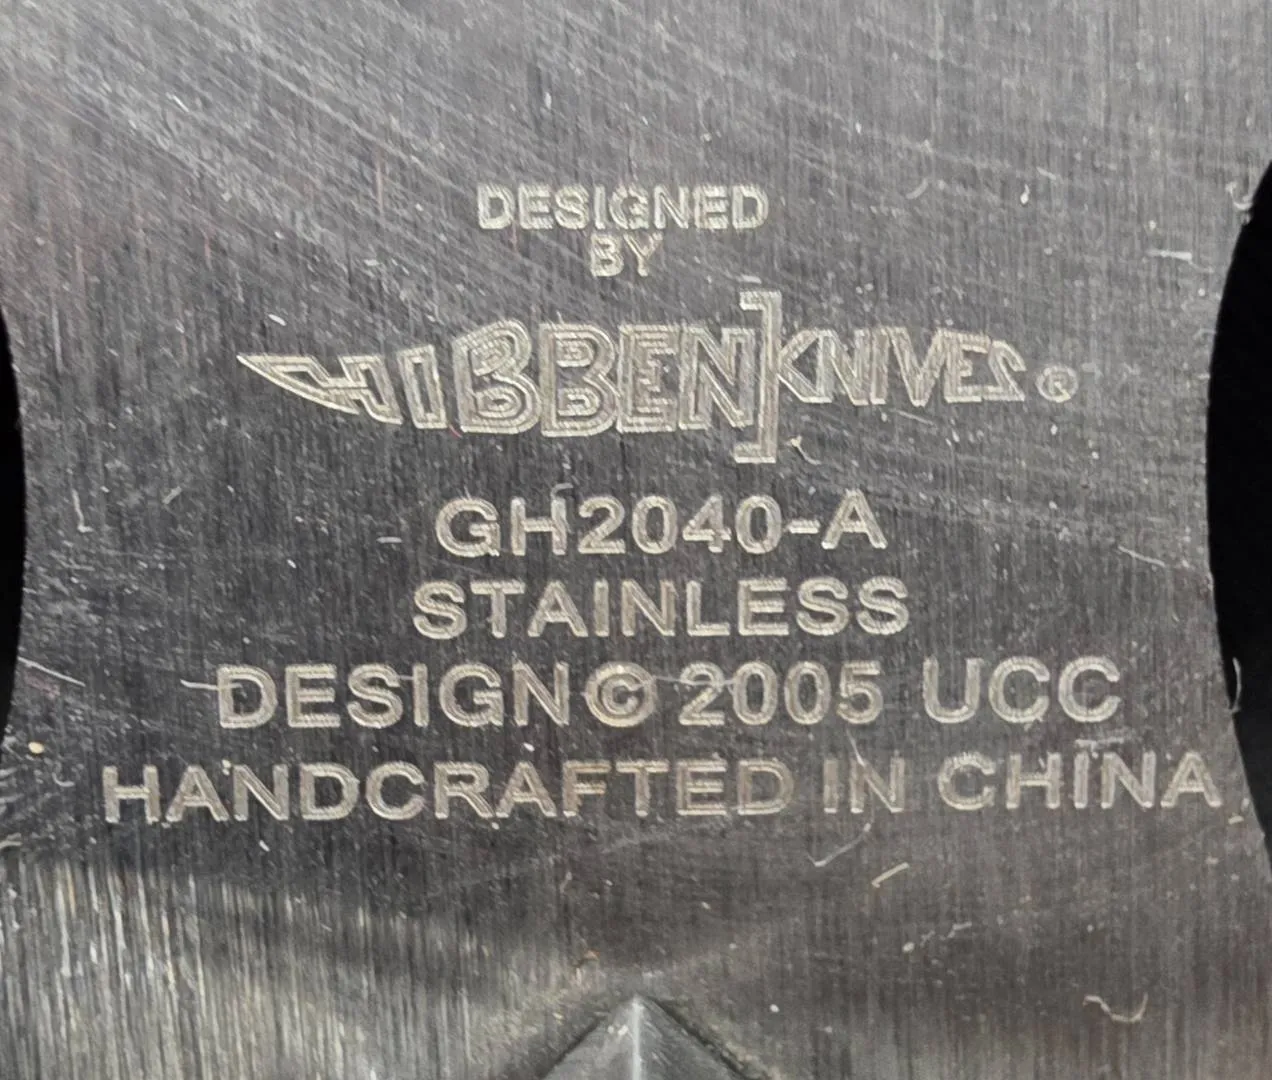 DESIGNED
BY
HIBBEN KNIVES ®
GH2040-A
STAINLESS
DESIGN © 2005 UCC
HANDCRAFTED IN CHINA